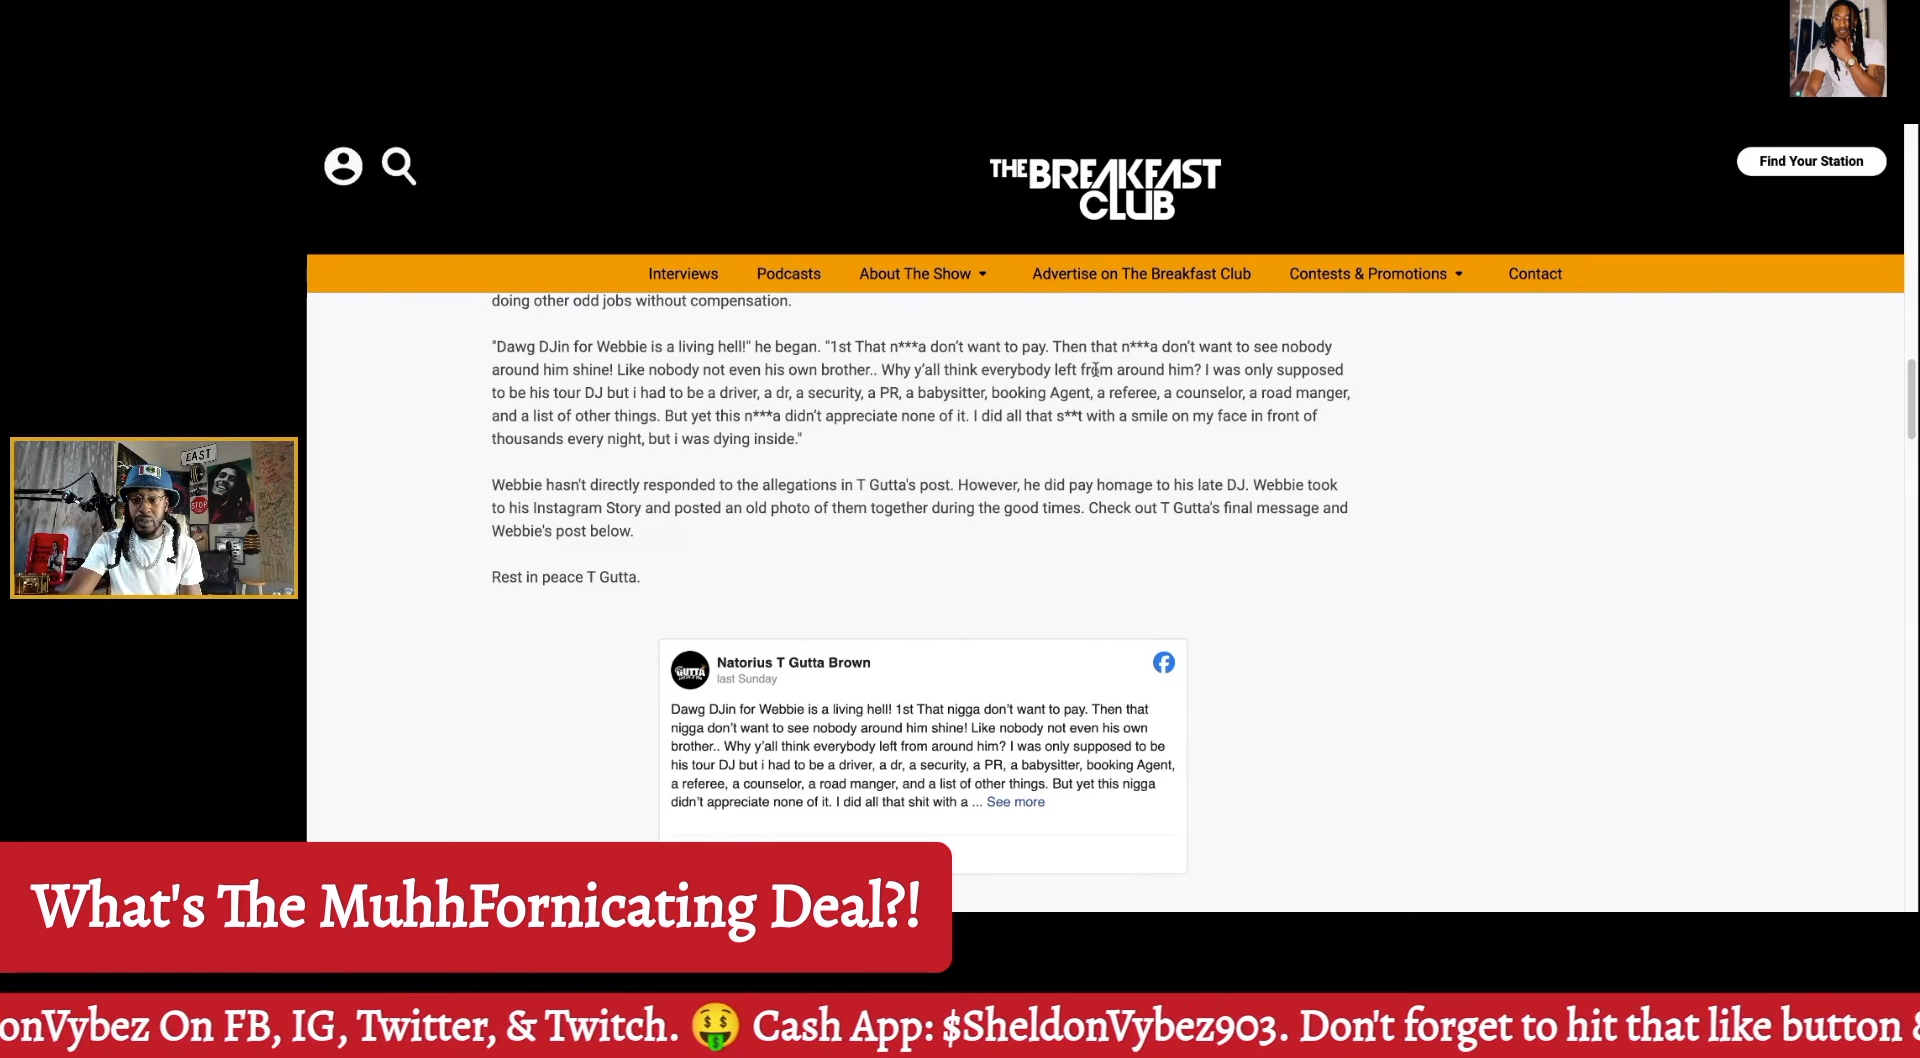 THE BREAKFAST
CLUB
Find Your Station
Interviews Podcasts About The Show Advertise on The Breakfast Club Contests & Promotions Contact
doing other odd jobs without compensation.
"Dawg DJin for Webbie is a living hell!" he began. "1st That n***a don't want to pay. Then that n***a don't want to see nobody
around him shine! Like nobody not even his own brother.. Why y'all think everybody left from around him? I was only supposed
to be his tour DJ but i had to be a driver, a dr, a security, a PR, a babysitter, booking Agent, a referee, a counselor, a road manger,
and a list of other things. But yet this n***a didn't appreciate none of it. I did all that s**t with a smile on my face in front of
thousands every night, but i was dying inside."
Webbie hasn't directly responded to the allegations in T Gutta's post. However, he did pay homage to his late DJ. Webbie took
to his Instagram Story and posted an old photo of them together during the good times. Check out T Gutta's final message and
Webbie's post below.
Rest in peace T Gutta.
EAST
STOP
GUTTA
Natorius T Gutta Brown
last Sunday
Dawg DJin for Webbie is a living hell! 1st That nigga don't want to pay. Then that
nigga don't want to see nobody around him shine! Like nobody not even his own
brother.. Why y'all think everybody left from around him? I was only supposed to be
his tour DJ but i had to be a driver, a dr, a security, a PR, a babysitter, booking Agent,
a referee, a counselor, a road manger, and a list of other things. But yet this nigga
didn't appreciate none of it. I did all that shit with a ... See more
What's The MuhhFornicating Deal?!
onVybez On FB, IG, Twitter, & Twitch. 🤑 Cash App: $SheldonVybez903. Don't forget to hit that like button &